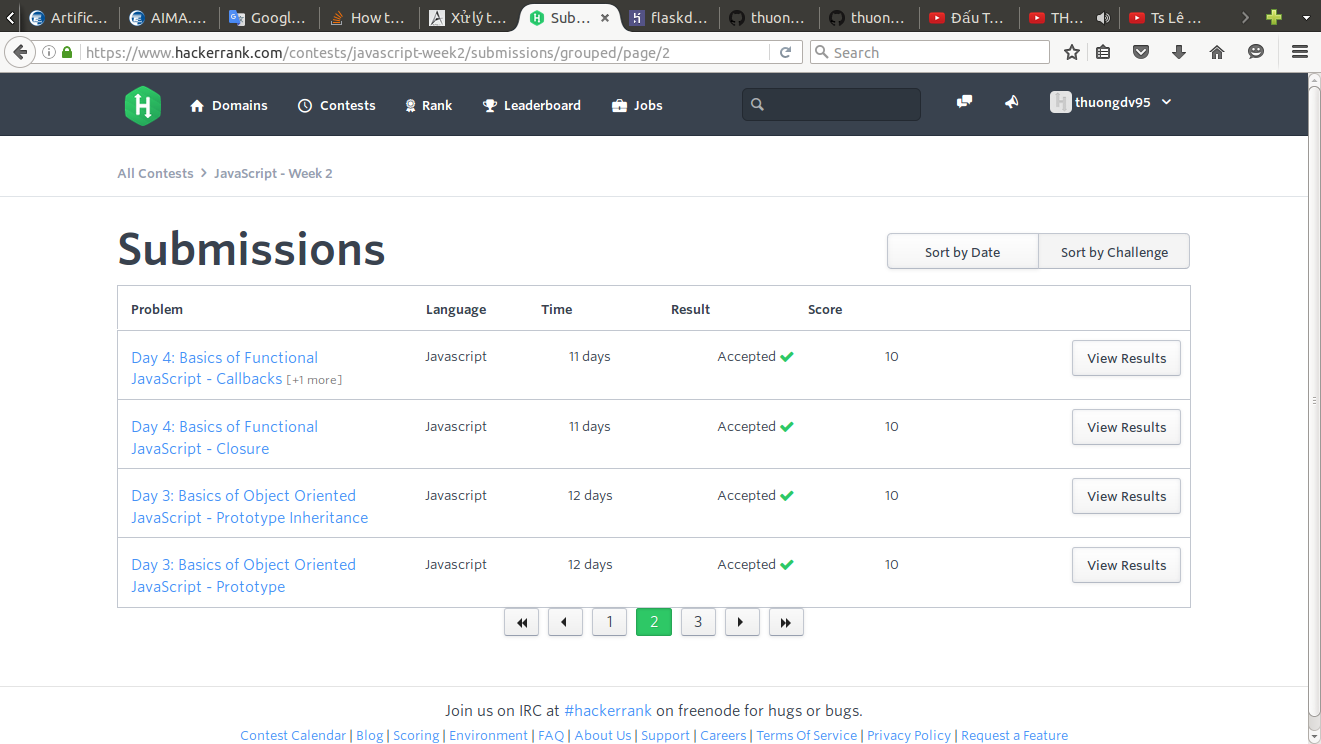 Artific...
AIMA....
Googl...
How t...
Xử lý t...
Sub...
flaskd...
thuon...
thuon...
Đấu T...
TH...
Ts Lê ...
https://www.hackerrank.com/contests/javascript-week2/submissions/grouped/page/2
Search
H
Domains
Contests
Rank
Leaderboard
Jobs
thuongdv95
All Contests > JavaScript - Week 2
Submissions
Sort by Date
Sort by Challenge
Problem Language Time Result Score
Day 4: Basics of Functional
JavaScript - Callbacks [+1 more]
Javascript 11 days Accepted 10 View Results
Day 4: Basics of Functional
JavaScript - Closure
Javascript 11 days Accepted 10 View Results
Day 3: Basics of Object Oriented
JavaScript - Prototype Inheritance
Javascript 12 days Accepted 10 View Results
Day 3: Basics of Object Oriented
JavaScript - Prototype
Javascript 12 days Accepted 10 View Results
1 2 3
Join us on IRC at #hackerrank on freenode for hugs or bugs.
Contest Calendar | Blog | Scoring | Environment | FAQ | About Us | Support | Careers | Terms Of Service | Privacy Policy | Request a Feature